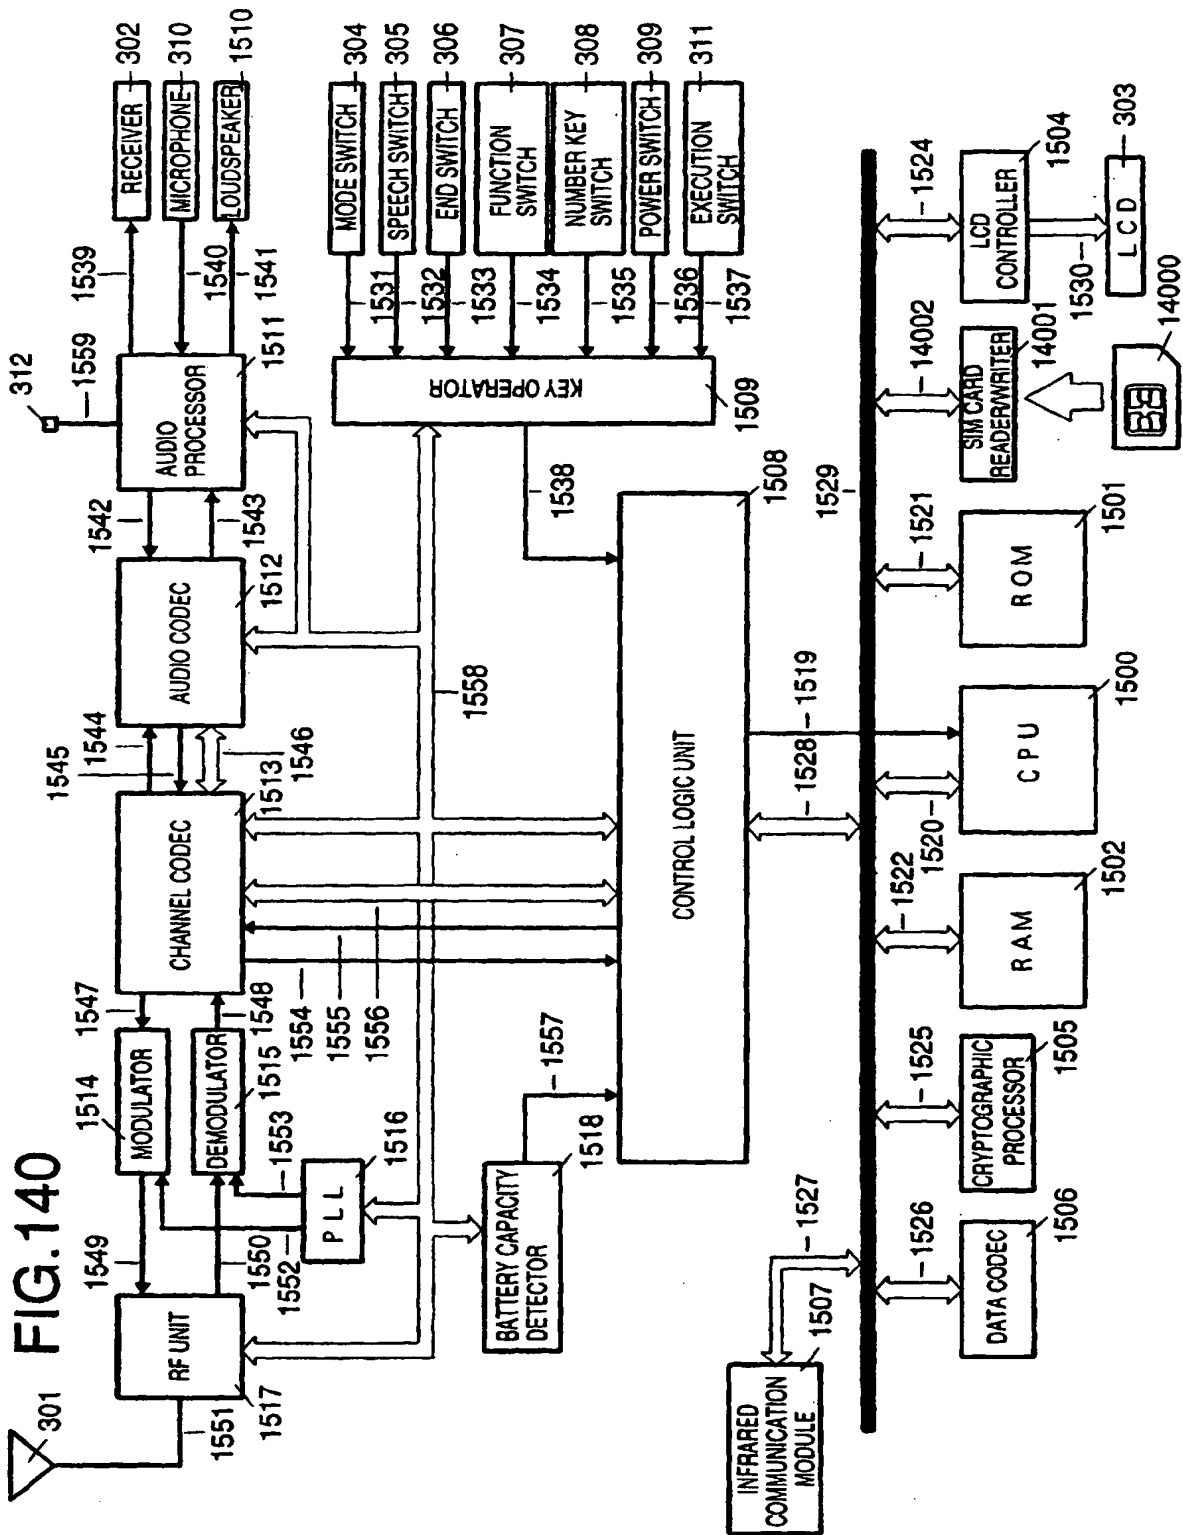 FIG.140
301
1551
RF UNIT
1517
1549
1550
1552
1553
1514
MODULATOR
DEMODULATOR
1515
PLL
1516
1547
1548
CHANNEL CODEC
1513
1545
1544
1546
AUDIO CODEC
1512
1542
1543
AUDIO
PROCESSOR
1511
312
1559
1539
1540
1541
RECEIVER
302
MICROPHONE
310
LOUDSPEAKER
1510
1554
1555
1556
1558
BATTERY CAPACITY
DETECTOR
1518
1557
KEY OPERATOR
1509
1538
1531
1532
1533
1534
1535
1536
1537
MODE SWITCH
304
SPEECH SWITCH
305
END SWITCH
306
FUNCTION
SWITCH
307
NUMBER KEY
SWITCH
308
POWER SWITCH
309
EXECUTION
SWITCH
311
CONTROL LOGIC UNIT
1508
INFRARED
COMMUNICATION
MODULE
1507
1527
1528
1519
1529
1526
1525
1522
1520
1521
14002
1524
DATA CODEC
1506
CRYPTOGRAPHIC
PROCESSOR
1505
RAM
1502
CPU
1500
ROM
1501
SIM CARD
READER/WRITER
14001
14000
LCD
CONTROLLER
1504
1530
LCD
303